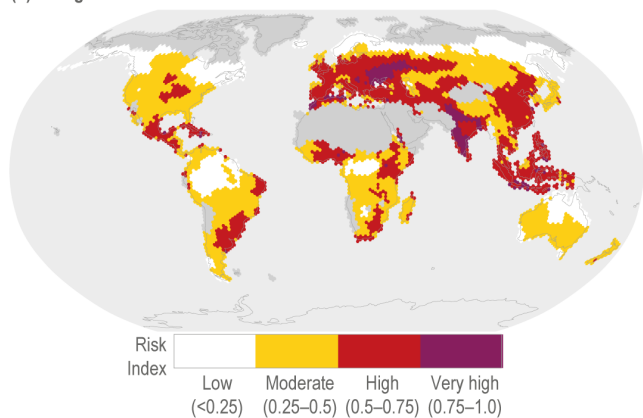 Risk
Index
Low
Moderate
High
Very high
(<0.25)
(0.25–0.5)
(0.5–0.75)
(0.75–1.0)